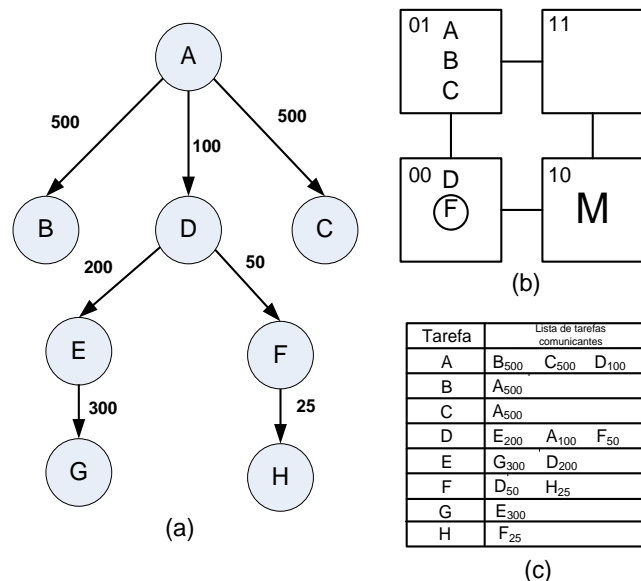 A
500
100
500
B
D
C
200
50
E
F
300
25
G
H
(a)
01
A
B
C
11
00
D
F
10
M
(b)
Tarefa Lista de tarefas comunicantes
A B500 C500 D100
B A500
C A500
D E200 A100 F50
E G300 D200
F D50 H25
G E300
H F25
(c)